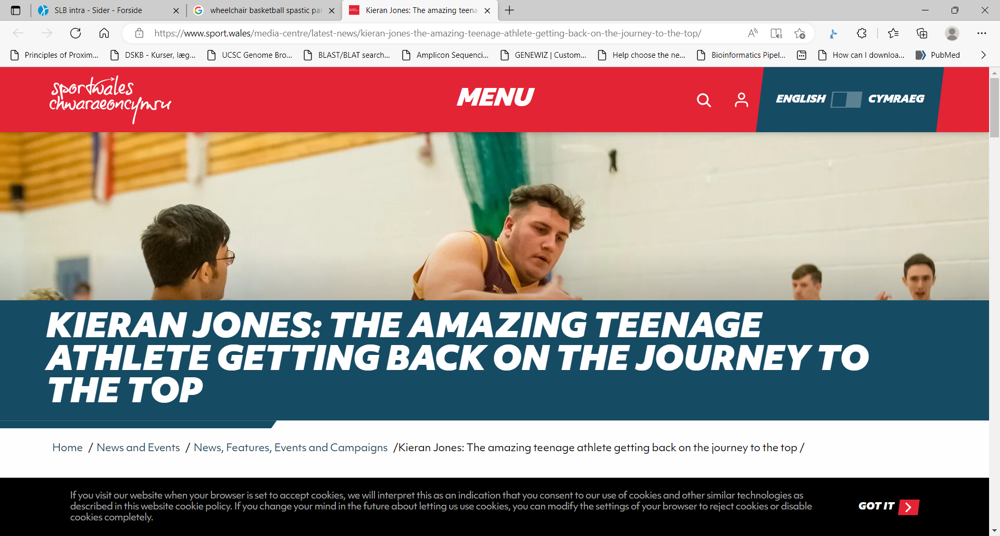 SLB intra - Sider - Forside
wheelchair basketball spastic par
Kieran Jones: The amazing teena
https://www.sport.wales/media-centre/latest-news/kieran-jones-the-amazing-teenage-athlete-getting-back-on-the-journey-to-the-top/
Principles of Proxim...
DSKB - Kurser, læg...
UCSC Genome Bro...
BLAST/BLAT search...
Amplicon Sequenci...
GENEWIZ | Custom...
Help choose the ne...
Bioinformatics Pipel...
How can I downloa...
PubMed
sportwales
chwaraeoncymru
MENU
ENGLISH
CYMRAEG
KIERAN JONES: THE AMAZING TEENAGE
ATHLETE GETTING BACK ON THE JOURNEY TO
THE TOP
Home / News and Events / News, Features, Events and Campaigns /Kieran Jones: The amazing teenage athlete getting back on the journey to the top /
If you visit our website when your browser is set to accept cookies, we will interpret this as an indication that you consent to our use of cookies and other similar technologies as
described in this website cookie policy. If you change your mind in the future about letting us use cookies, you can modify the settings of your browser to reject cookies or disable
cookies completely.
GOT IT